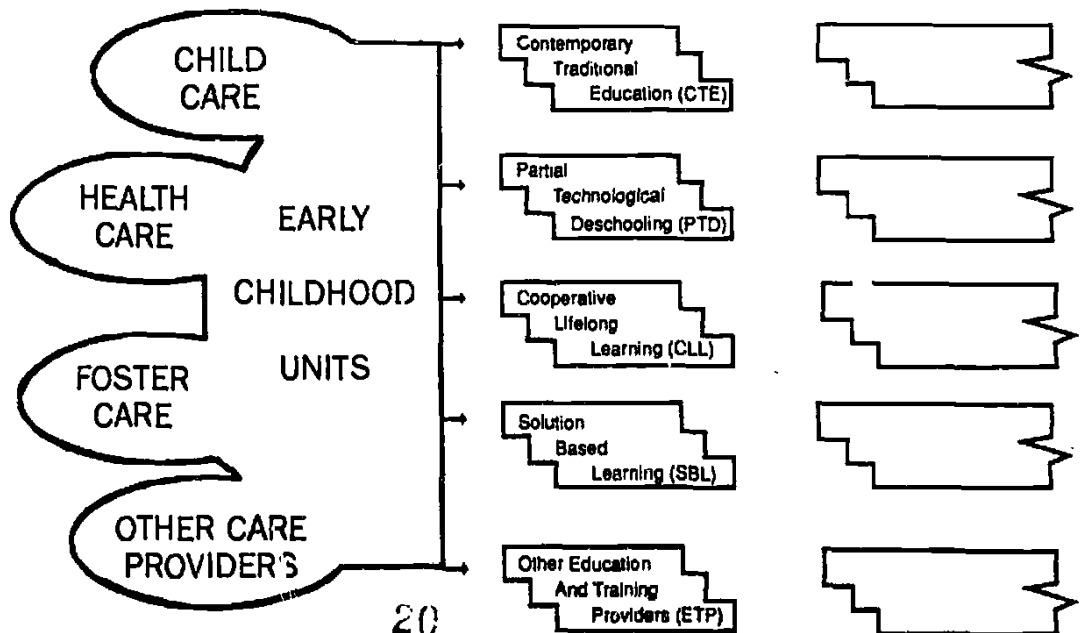 CHILD
CARE
HEALTH
CARE
EARLY
CHILDHOOD
UNITS
FOSTER
CARE
OTHER CARE
PROVIDERS
Contemporary
Traditional
Education (CTE)
Partial
Technological
Deschooling (PTD)
Cooperative
Lifelong
Learning (CLL)
Solution
Based
Learning (SBL)
Other Education
And Training
Providers (ETP)
20